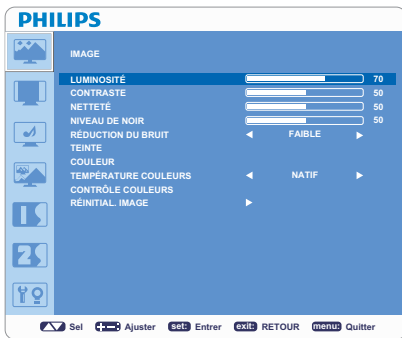 PHILIPS
IMAGE
LUMINOSITÉ 70
CONTRASTE 50
NETTETÉ 50
NIVEAU DE NOIR 50
RÉDUCTION DU BRUIT FAIBLE
TEINTE
COULEUR
TEMPÉRATURE COULEURS NATIF
CONTRÔLE COULEURS
RÉINITIAL. IMAGE
Sel Ajuster set: Entrer exit: RETOUR menu: Quitter